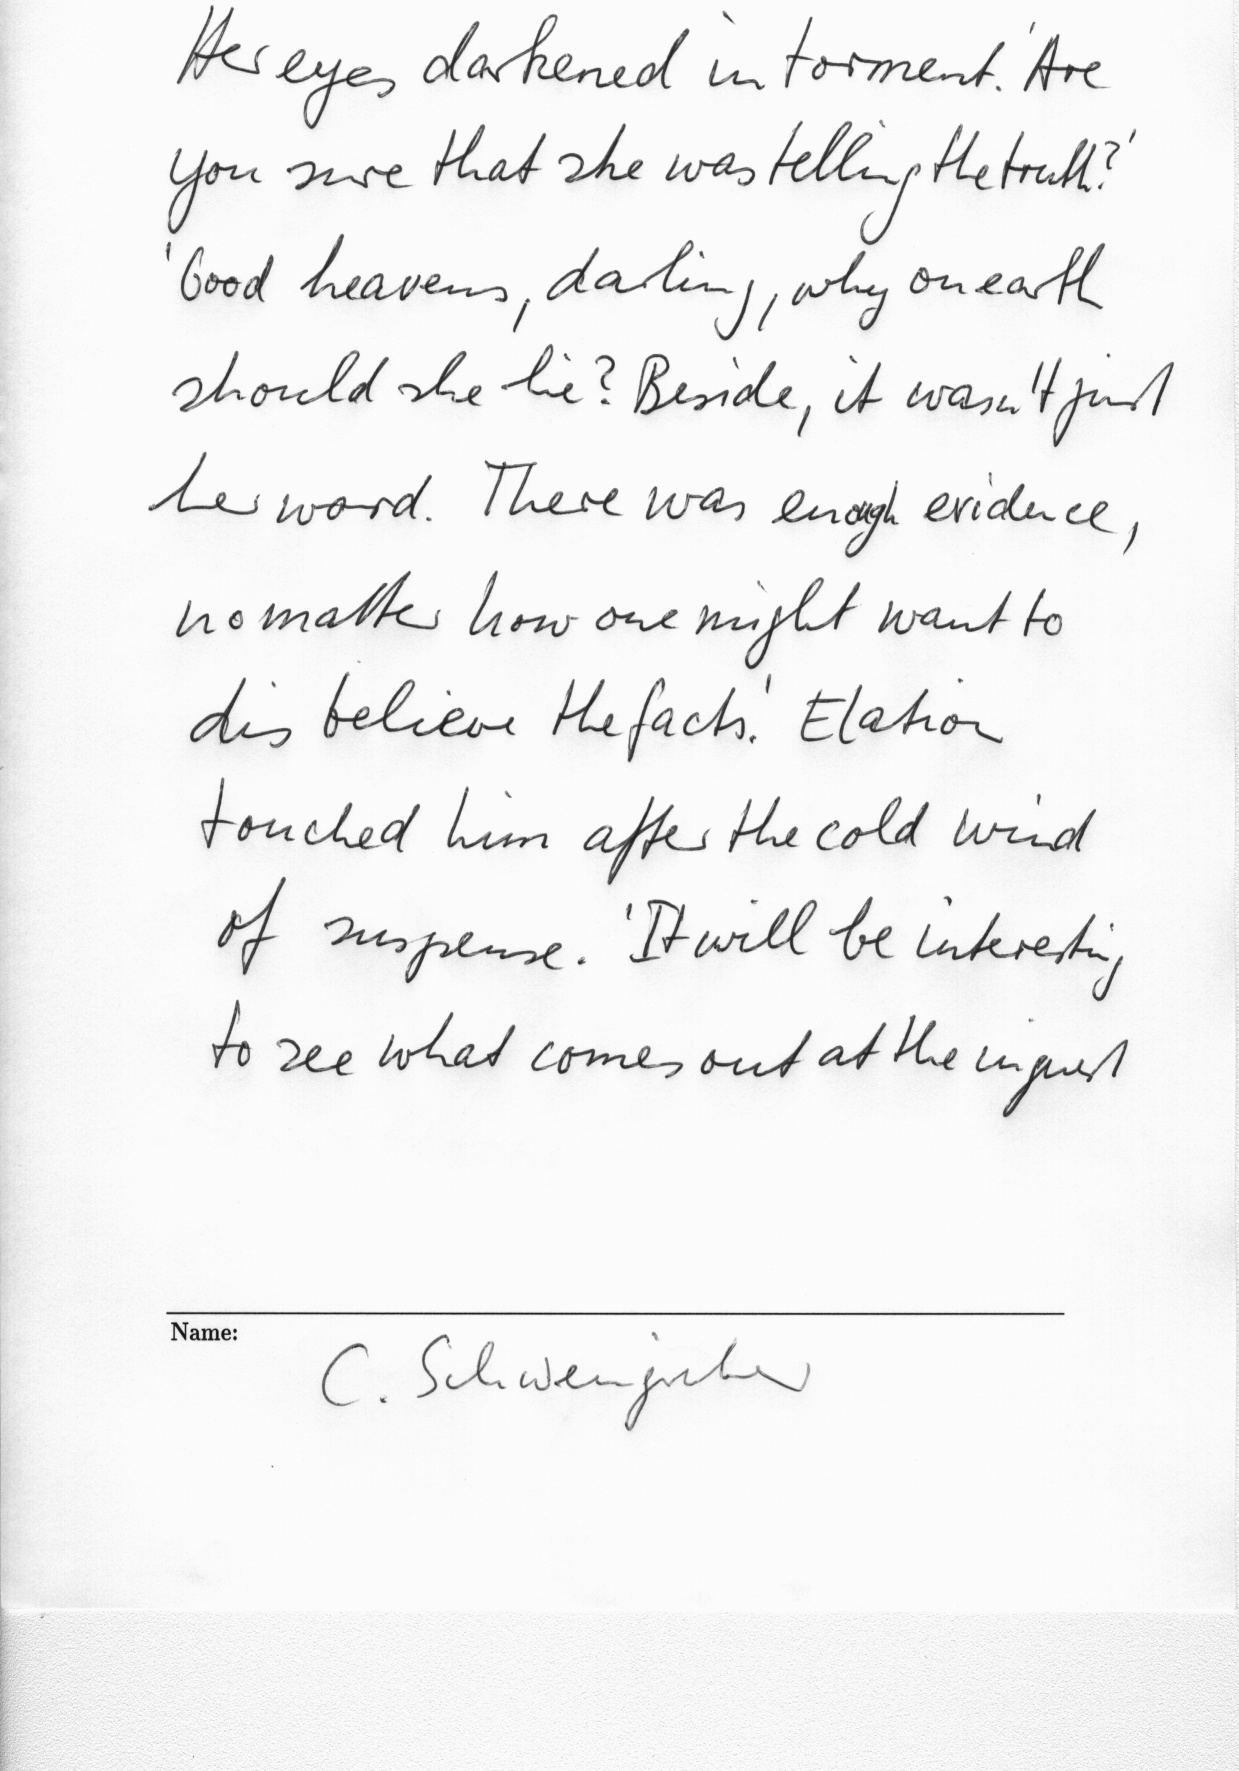 Her eyes darkened in torment. 'Are
you sure that she was telling the truth?'
'Good heavens, darling, why on earth
should she lie? Beside, it wasn't just
her word. There was enough evidence,
no matter how one might want to
disbelieve the facts.' Elation
touched him after the cold wind
of suspense. 'It will be interesting
to see what comes out at the inquest
Name:
C.